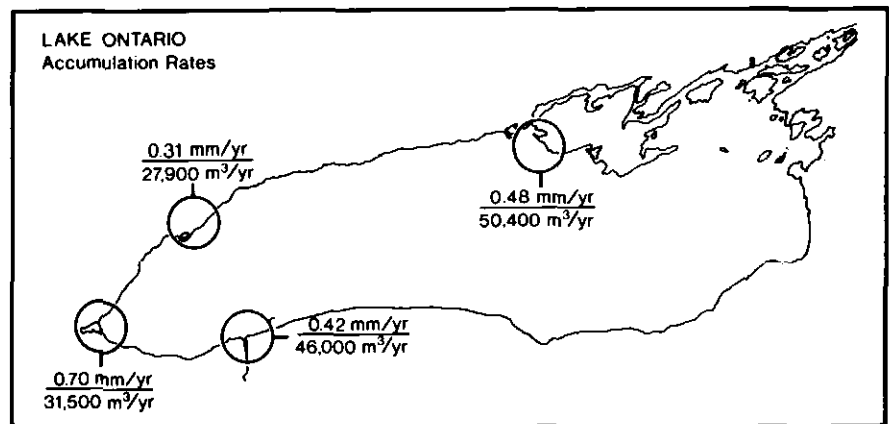 LAKE ONTARIO
Accumulation Rates
0.31 mm/yr
27,900 m³/yr
0.48 mm/yr
50,400 m³/yr
0.42 mm/yr
46,000 m³/yr
0.70 mm/yr
31,500 m³/yr